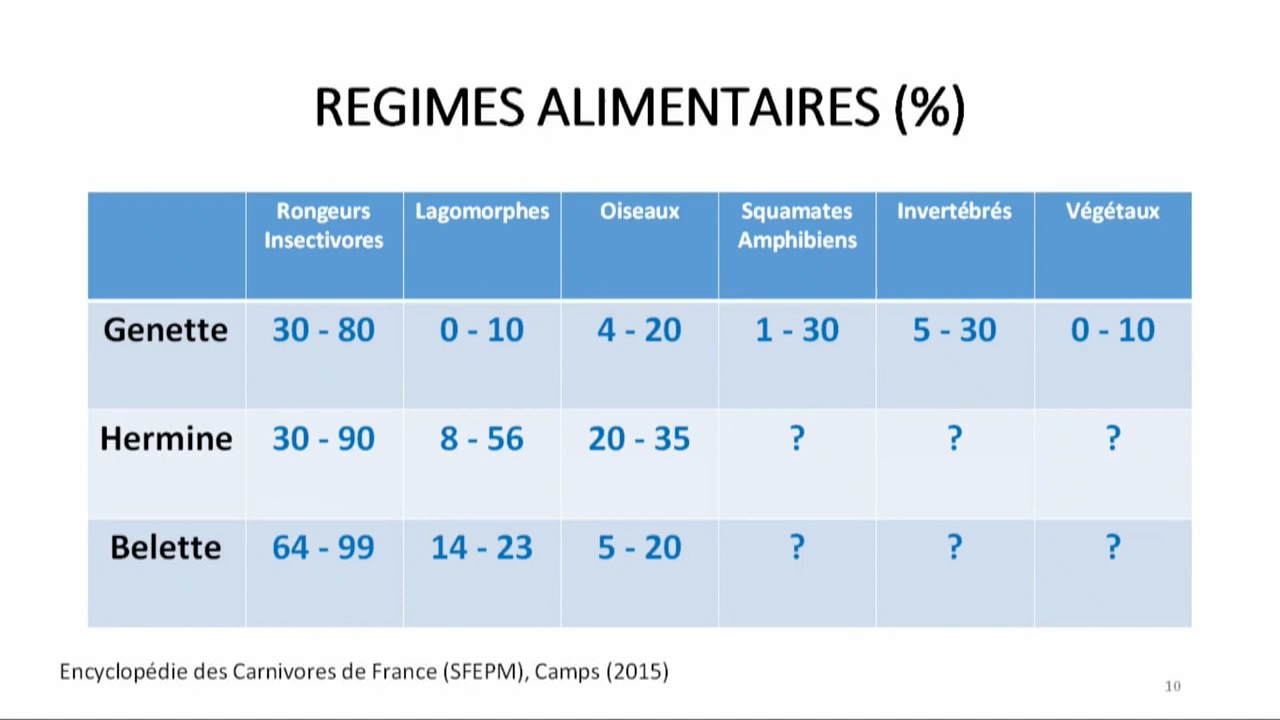 REGIMES ALIMENTAIRES (%)
Rongeurs Insectivores Lagomorphes Oiseaux Squamates Amphibiens Invertébrés Végétaux
Genette 30 - 80 0 - 10 4 - 20 1 - 30 5 - 30 0 - 10
Hermine 30 - 90 8 - 56 20 - 35 ? ? ?
Belette 64 - 99 14 - 23 5 - 20 ? ? ?
Encyclopédie des Carnivores de France (SFEPM), Camps (2015)
10